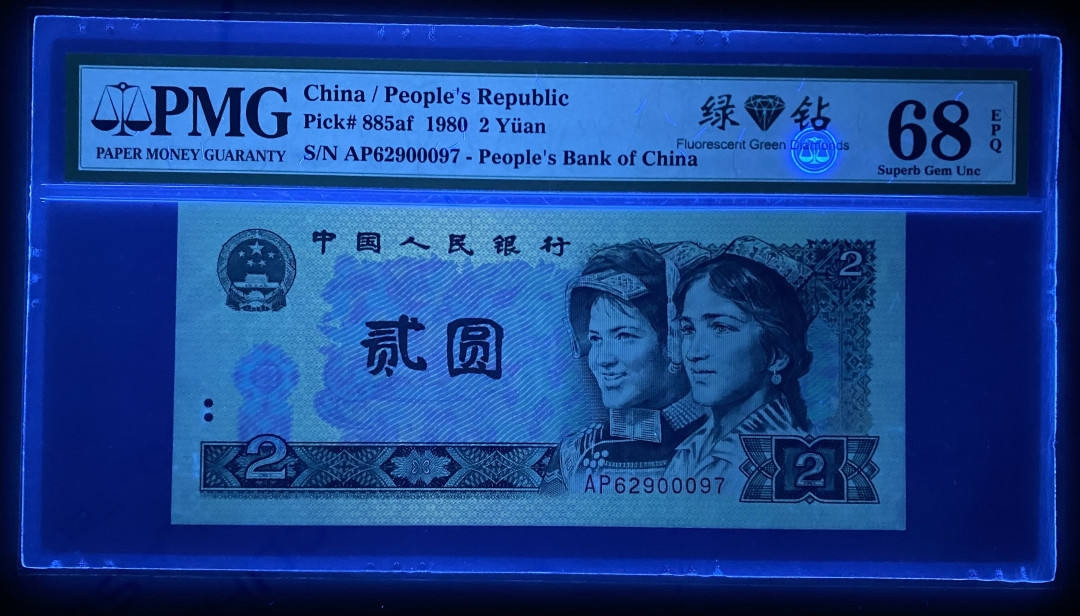 PMG
PAPER MONEY GUARANTY
China / People's Republic
Pick# 885af 1980 2 Yüan
S/N AP62900097 - People's Bank of China
绿钻
Fluorescent Green Diamonds
68
EPQ
Superb Gem Unc
中国人民银行
2
贰圆
2
2
AP62900097